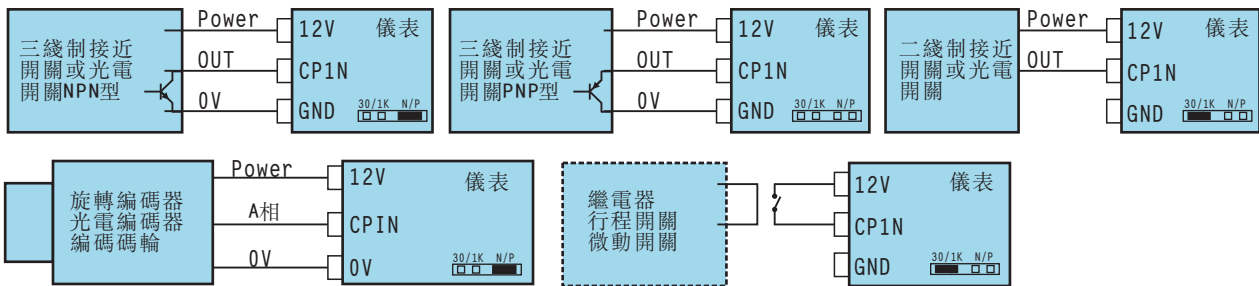 三綫制接近
開關或光電
開關NPN型
Power
OUT
0V
12V
儀表
CP1N
GND
30/1K N/P
三綫制接近
開關或光電
開關PNP型
Power
OUT
0V
12V
儀表
CP1N
GND
30/1K N/P
二綫制接近
開關或光電
開關
Power
OUT
12V
儀表
CP1N
GND
30/1K N/P
旋轉編碼器
光電編碼器
編碼碼輪
Power
A相
0V
12V
儀表
CPIN
0V
30/1K N/P
繼電器
行程開關
微動開關
12V
儀表
CP1N
GND
30/1K N/P